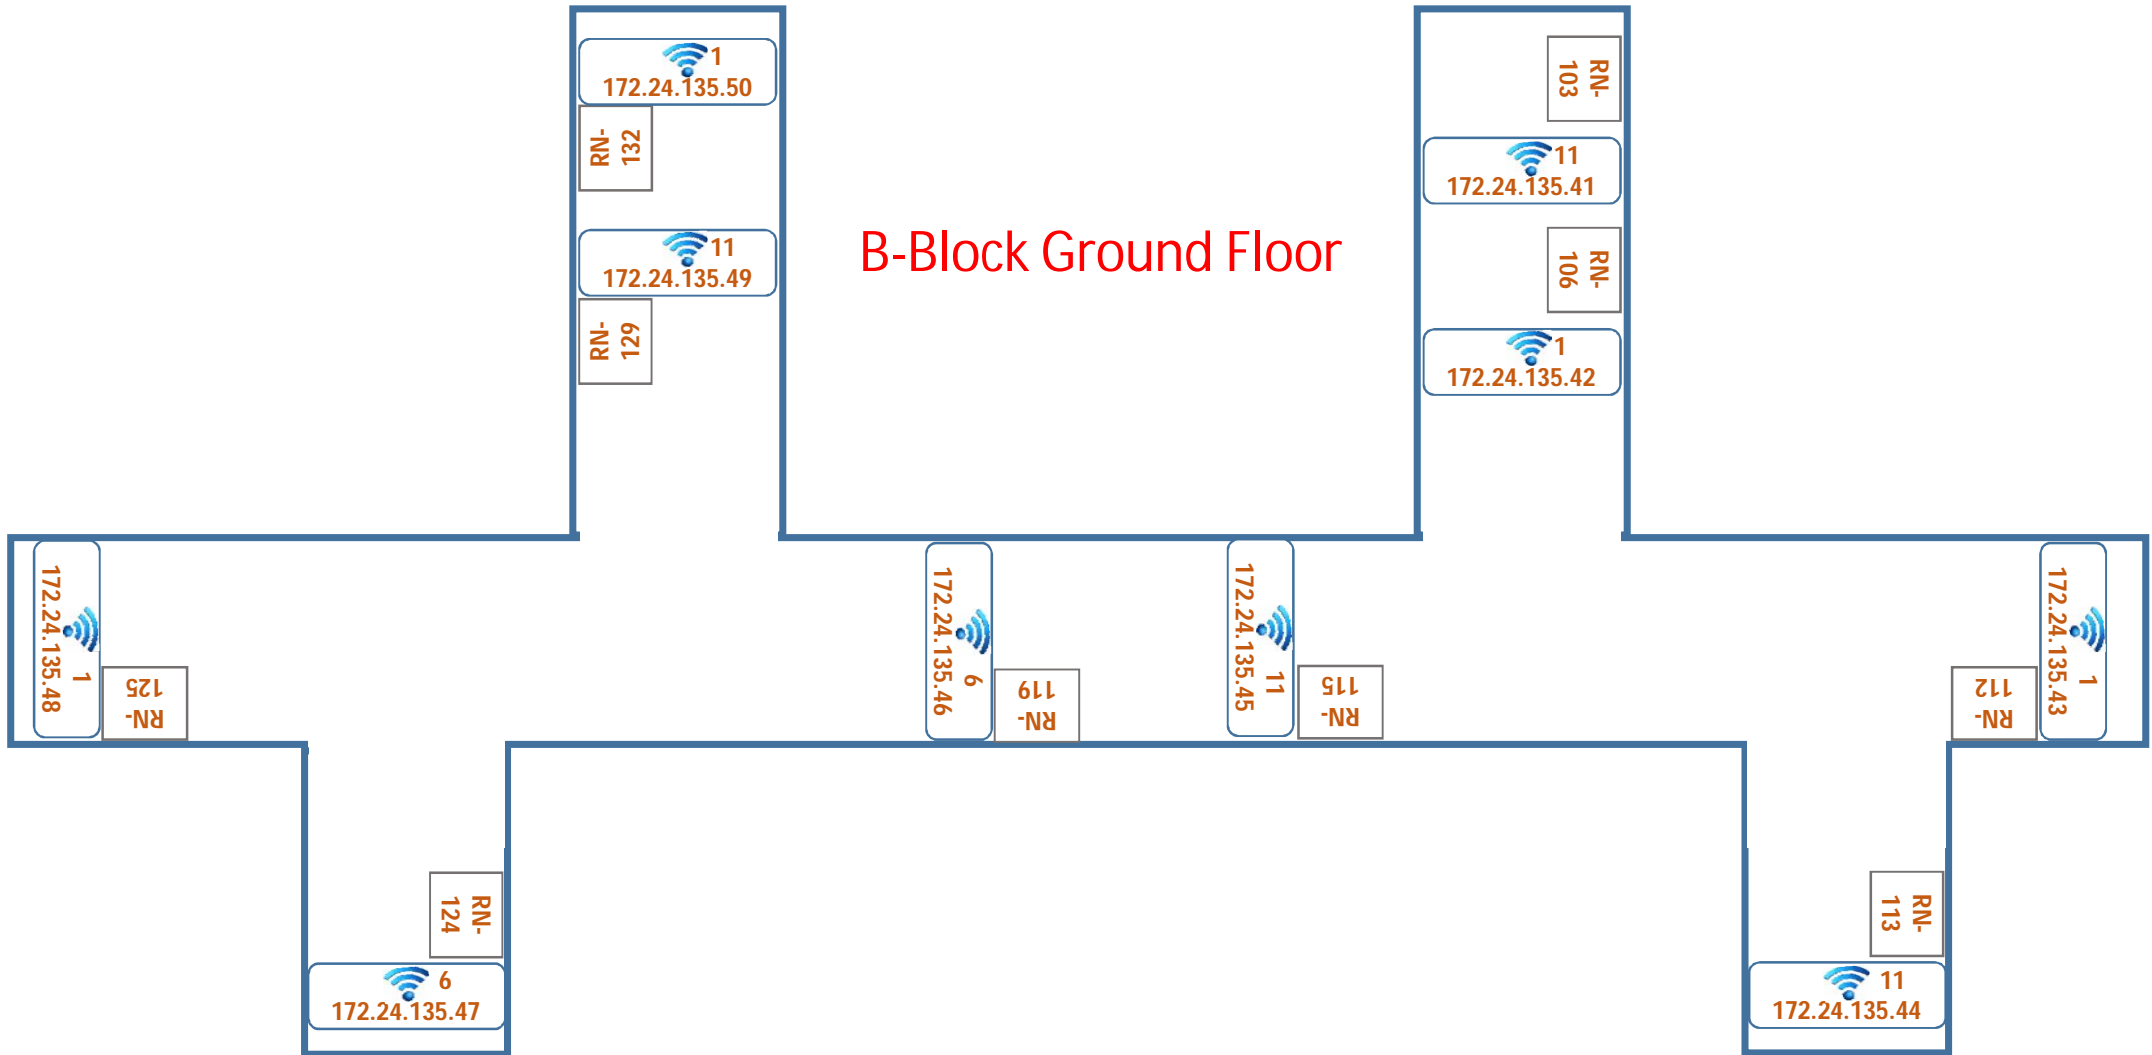 1
172.24.135.50
RN-
132
11
172.24.135.49
RN-
129
B-Block Ground Floor
RN-
103
11
172.24.135.41
RN-
106
1
172.24.135.42
172.24.135.48
1
RN-
125
172.24.135.46
6
RN-
119
172.24.135.45
11
RN-
115
RN-
112
172.24.135.43
1
RN-
124
6
172.24.135.47
RN-
113
11
172.24.135.44